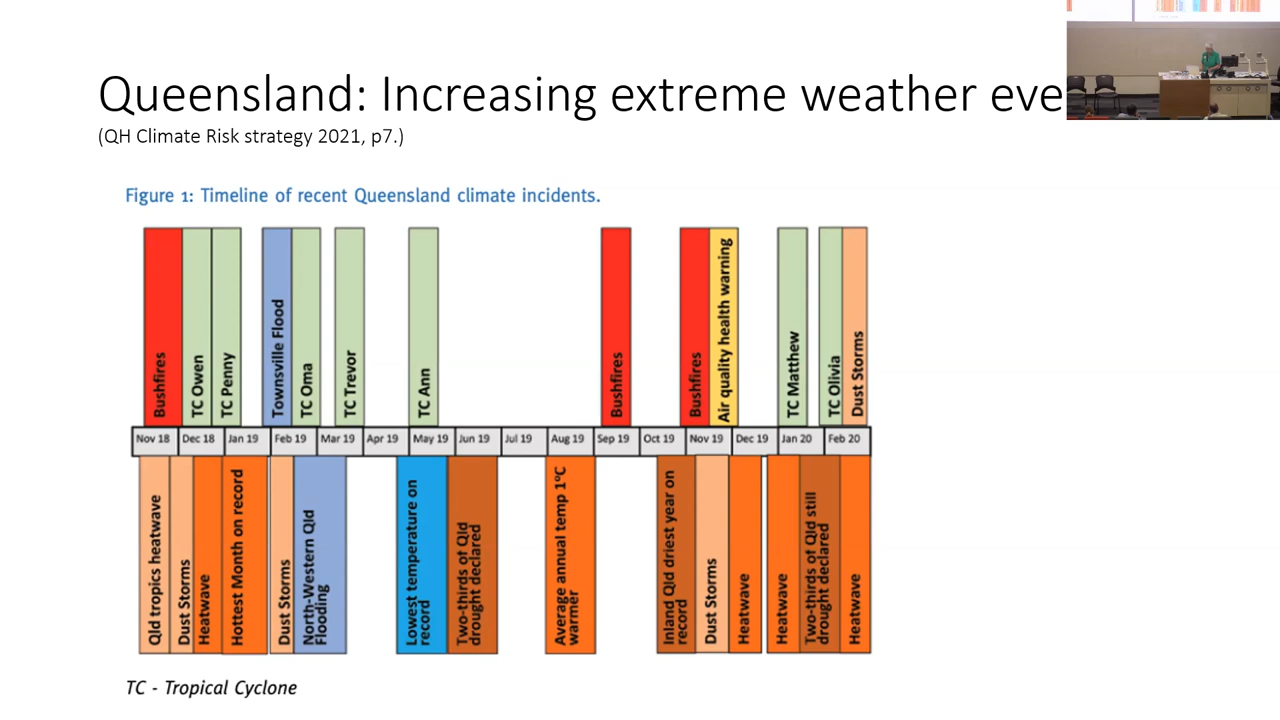 Queensland: Increasing extreme weather eve
(QH Climate Risk strategy 2021, p7.)
Figure 1: Timeline of recent Queensland climate incidents.
Bushfires
TC Owen
TC Penny
Townsville Flood
TC Oma
TC Trevor
TC Ann
Bushfires
Bushfires
Air quality health warning
TC Matthew
TC Olivia
Dust Storms
Nov 18 Dec 18 Jan 19 Feb 19 Mar 19 Apr 19 May 19 Jun 19 Jul 19 Aug 19 Sep 19 Oct 19 Nov 19 Dec 19 Jan 20 Feb 20
Qld tropics heatwave
Dust Storms
Heatwave
Hottest Month on record
Dust Storms
North-Western Qld
Flooding
Lowest temperature on
record
Two-thirds of Qld
drought declared
Average annual temp 1°C
warmer
Inland Qld driest year on
record
Dust Storms
Heatwave
Heatwave
Two-thirds of Qld still
drought declared
Heatwave
TC - Tropical Cyclone